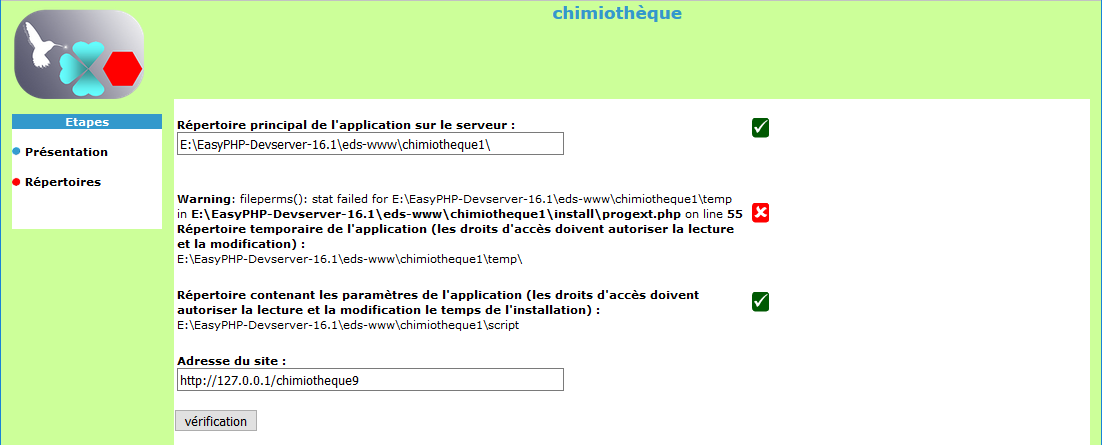 chimiothèque
Etapes
Présentation
Répertoires
Répertoire principal de l'application sur le serveur :
E:\EasyPHP-Devserver-16.1\eds-www\chimiotheque1\
Warning: fileperms(): stat failed for E:\EasyPHP-Devserver-16.1\eds-www\chimiotheque1\temp
in E:\EasyPHP-Devserver-16.1\eds-www\chimiotheque1\install\progext.php on line 55
Répertoire temporaire de l'application (les droits d'accès doivent autoriser la lecture
et la modification) :
E:\EasyPHP-Devserver-16.1\eds-www\chimiotheque1\temp\
Répertoire contenant les paramètres de l'application (les droits d'accès doivent
autoriser la lecture et la modification le temps de l'installation) :
E:\EasyPHP-Devserver-16.1\eds-www\chimiotheque1\script
Adresse du site :
http://127.0.0.1/chimiotheque9
vérification